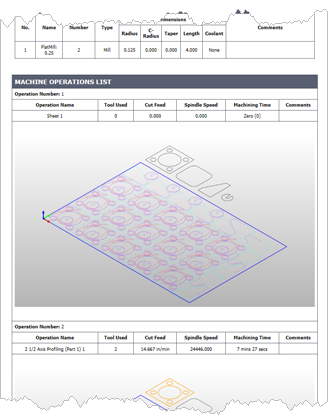 Dimensions
No. Name Number Type Radius C-Radius Taper Length Coolant Comments
1 FlatMill: 0.25 2 Mill 0.125 0.000 0.000 4.000 None
MACHINE OPERATIONS LIST
Operation Number: 1
Operation Name Tool Used Cut Feed Spindle Speed Machining Time Comments
Sheet 1 0 0.000 0.000 Zero (0)
Operation Number: 2
Operation Name Tool Used Cut Feed Spindle Speed Machining Time Comments
2 1/2 Axis Profiling (Part 1) 1 2 14.667 in/min 24446.000 7 mins 27 secs